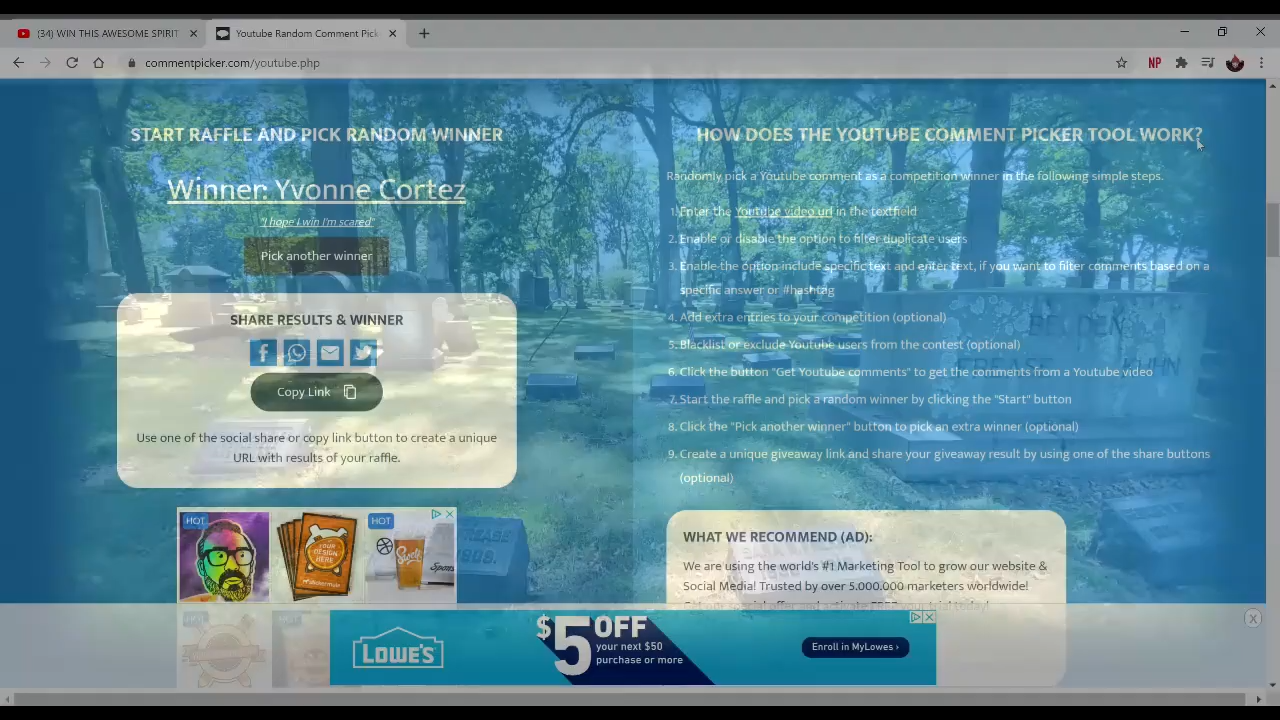 (34) WIN THIS AWESOME SPIRIT
Youtube Random Comment Pick
commentpicker.com/youtube.php
NP
START RAFFLE AND PICK RANDOM WINNER
Winner: Yvonne Cortez
"I hope I win I'm scared"
Pick another winner
SHARE RESULTS & WINNER
Copy Link
Use one of the social share or copy link button to create a unique
URL with results of your raffle.
HOT
YOUR
DESIGN
HERE
HOT
HOW DOES THE YOUTUBE COMMENT PICKER TOOL WORK?
Randomly pick a Youtube comment as a competition winner in the following simple steps.
1. Enter the Youtube video url in the textfield
2. Enable or disable the option to filter duplicate users
3. Enable the option include specific text and enter text, if you want to filter comments based on a
specific answer or #hashtag
4. Add extra entries to your competition (optional)
5. Blacklist or exclude Youtube users from the contest (optional)
6. Click the button "Get Youtube comments" to get the comments from a Youtube video
7. Start the raffle and pick a random winner by clicking the "Start" button
8. Click the "Pick another winner" button to pick an extra winner (optional)
9. Create a unique giveaway link and share your giveaway result by using one of the share buttons
(optional)
BELDEN
CREASE KUHN
WHAT WE RECOMMEND (AD):
We are using the world's #1 Marketing Tool to grow our website &
Social Media! Trusted by over 5.000.000 marketers worldwide!
HOT
HOT
LOWE'S
$5 OFF
your next $50
purchase or more
Enroll in MyLowes ›
X